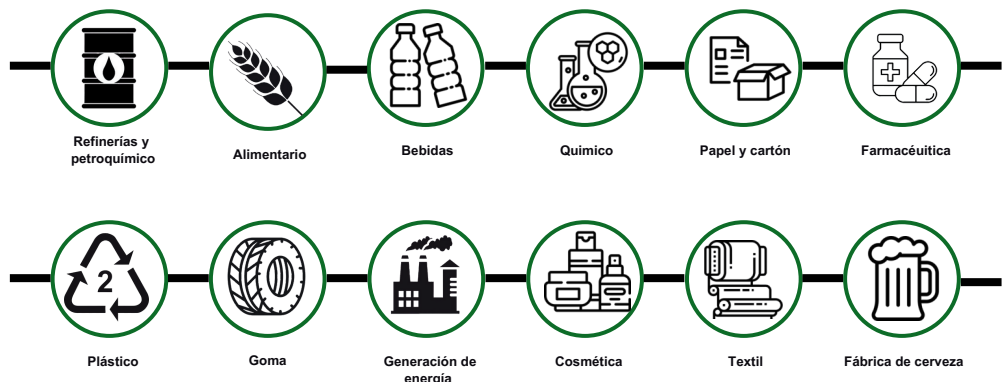 Refinerías y
petroquímico
Alimentario
Bebidas
Quimico
Papel y cartón
Farmacéuitica
2
Plástico
Goma
Generación de
energía
Cosmética
Textil
Fábrica de cerveza